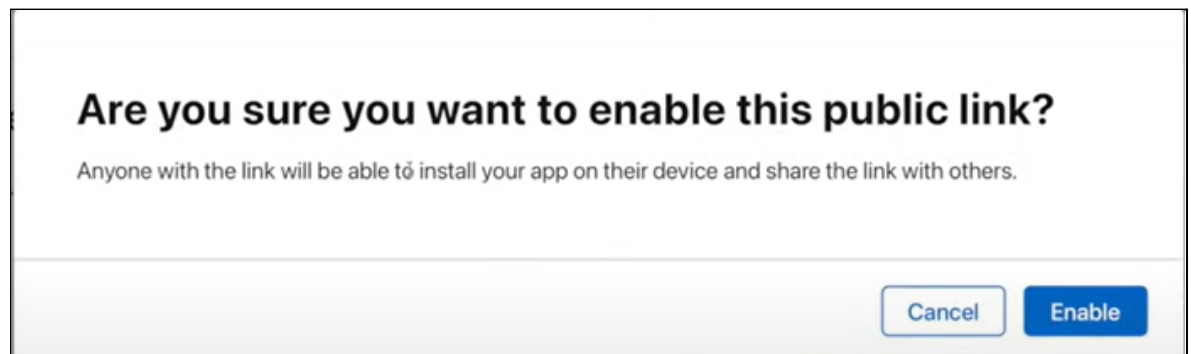 Are you sure you want to enable this public link?
Anyone with the link will be able to install your app on their device and share the link with others.
Cancel
Enable